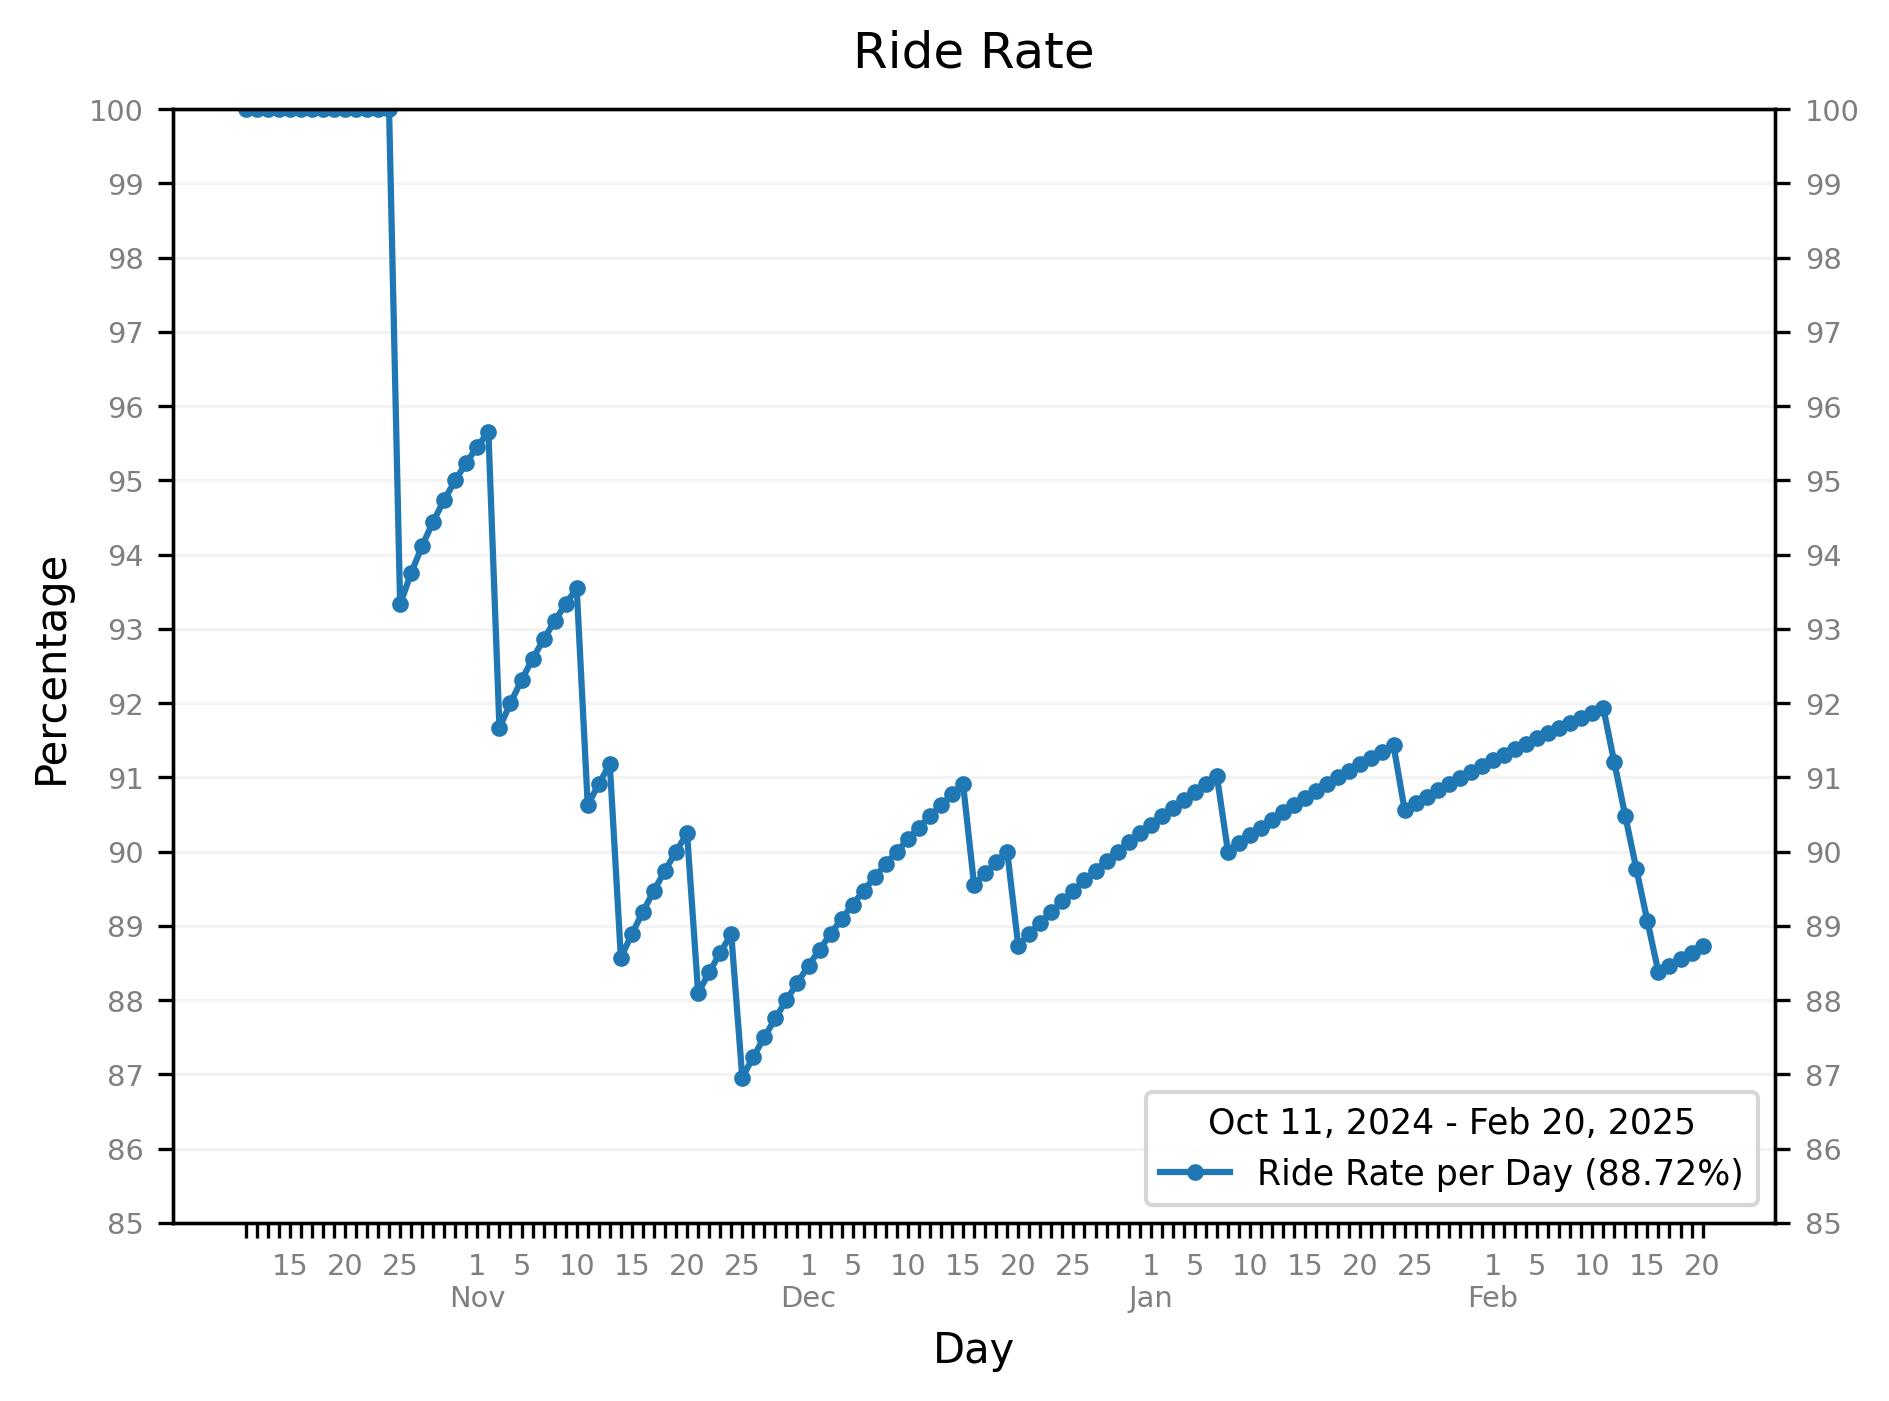 Ride Rate
100 100
99 99
98 98
97 97
96 96
95 95
94 94
93 93
92 92
91 91
90 90
89 89
88 88
87 87
86 86
85 85
Percentage
Oct 11, 2024 - Feb 20, 2025
Ride Rate per Day (88.72%)
15 20 25 1 5 10 15 20 25 1 5 10 15 20 25 1 5 10 15 20 25 1 5 10 15 20
Nov Dec Jan Feb
Day